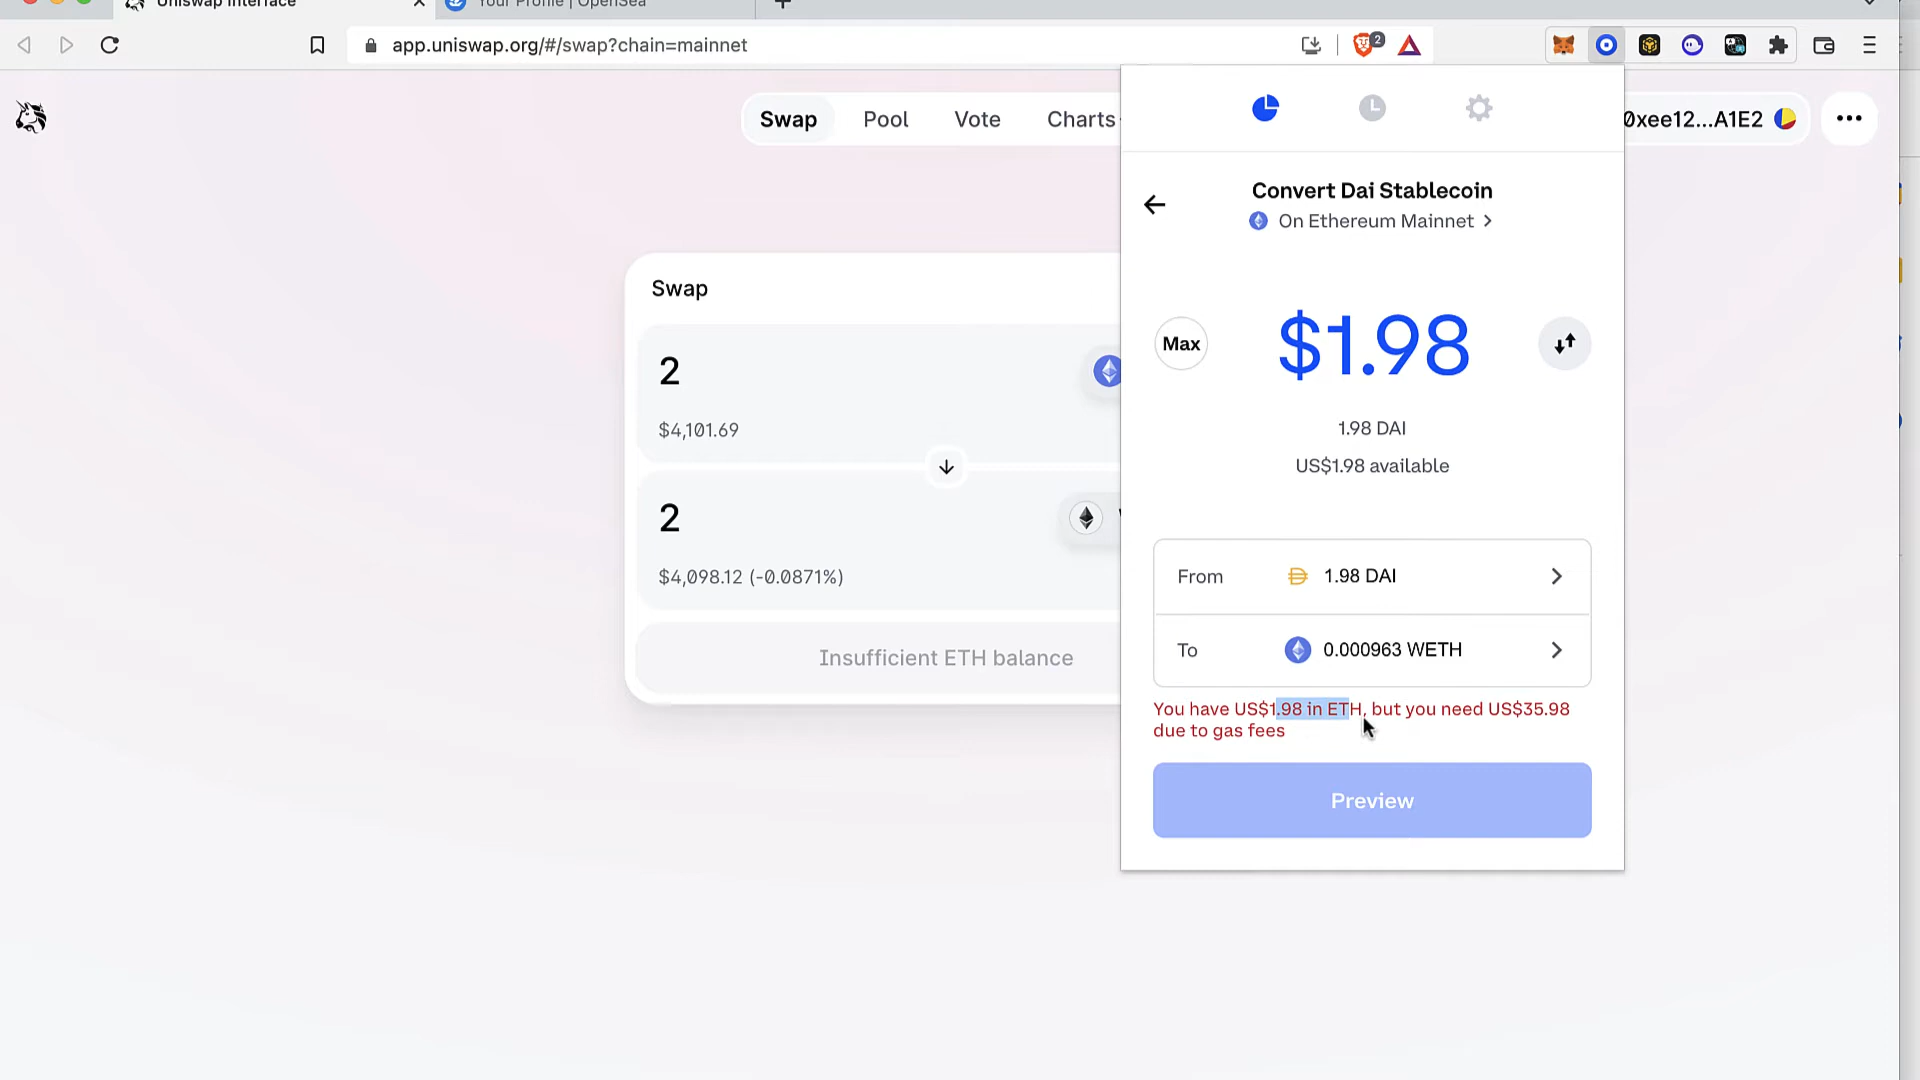 Uniswap Interface
Your Profile | OpenSea
app.uniswap.org/#/swap?chain=mainnet
2
Swap
Pool
Vote
Charts
0xee12...A1E2
Convert Dai Stablecoin
On Ethereum Mainnet
Max
$1.98
1.98 DAI
US$1.98 available
From
1.98 DAI
To
0.000963 WETH
You have US$1.98 in ETH, but you need US$35.98
due to gas fees
Preview
Swap
2
$4,101.69
2
$4,098.12 (-0.0871%)
Insufficient ETH balance